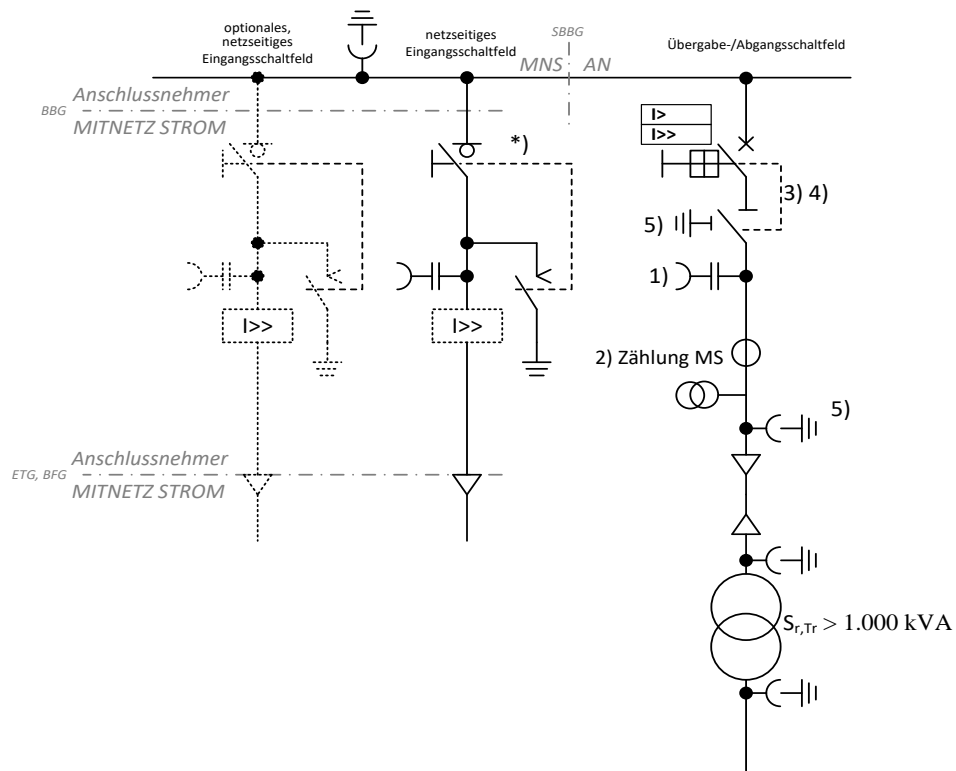 optionales,
netzseitiges
Eingangsschaltfeld
netzseitiges
Eingangsschaltfeld
SBBG
MNS AN
Übergabe-/Abgangsschaltfeld
Anschlussnehmer
BBG
MITNETZ STROM
*)
I>
I>>
3) 4)
5)
1)
I>>
I>>
2) Zählung MS
5)
Anschlussnehmer
ETG, BFG
MITNETZ STROM
Sr,Tr > 1.000 kVA